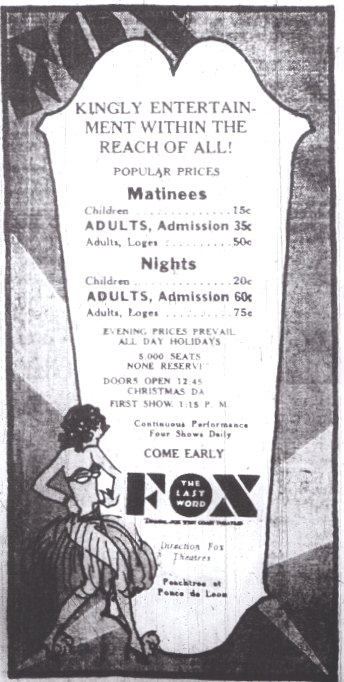 FOX
KINGLY ENTERTAIN-
MENT WITHIN THE
REACH OF ALL!
POPULAR PRICES
Matinees
Children . . . . . . . . . . . . . 15c
ADULTS, Admission 35c
Adults, Loges . . . . . . . . . 50c
Nights
Children . . . . . . . . . . . . . 20c
ADULTS, Admission 60c
Adults, Loges . . . . . . . . . 75c
EVENING PRICES PREVAIL
ALL DAY HOLIDAYS
5,000 SEATS
NONE RESERV
DOORS OPEN 12:45
CHRISTMAS DA
FIRST SHOW 1:15 P. M.
Continuous Performance
Four Shows Daily
COME EARLY
FOX
THE
LAST
WORD
Direction Fox
Theatres
Peachtree at
Ponce de Leon